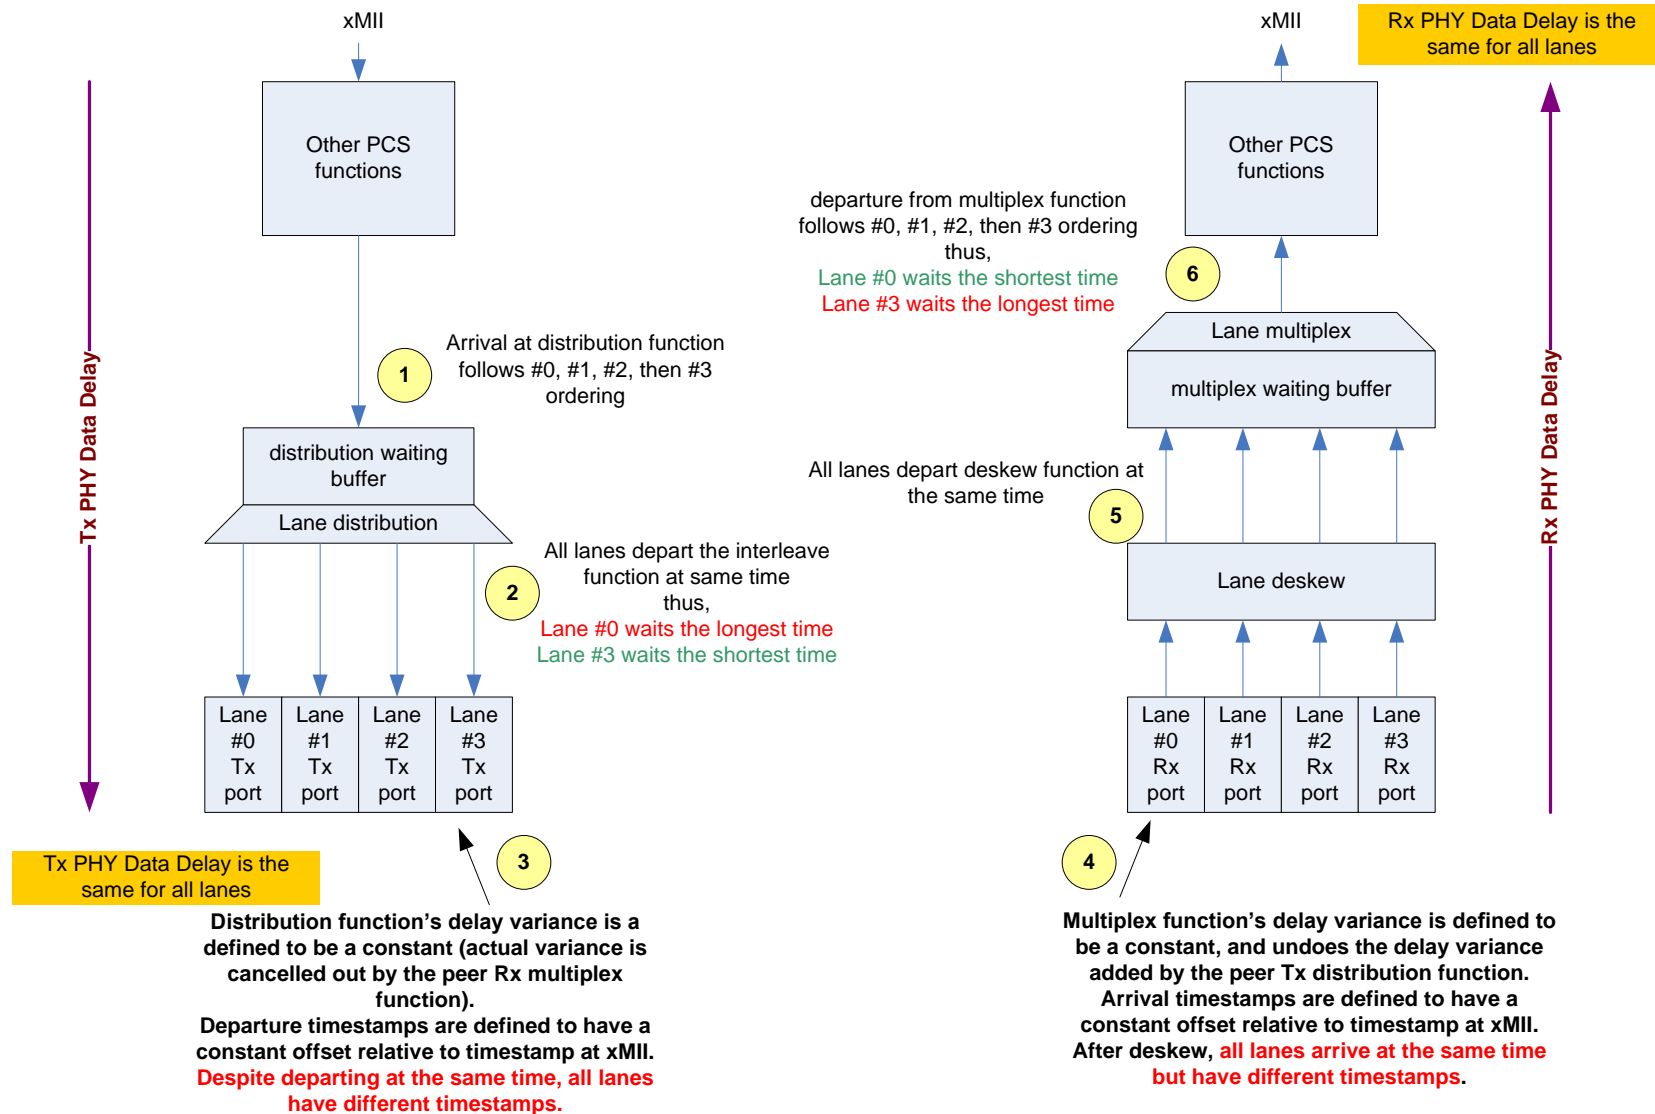 xMII
Other PCS
functions
Tx PHY Data Delay
1
Arrival at distribution function
follows #0, #1, #2, then #3
ordering
distribution waiting
buffer
Lane distribution
2
All lanes depart the interleave
function at same time
thus,
Lane #0 waits the longest time
Lane #3 waits the shortest time
Lane
#0
Tx
port
Lane
#1
Tx
port
Lane
#2
Tx
port
Lane
#3
Tx
port
3
Tx PHY Data Delay is the
same for all lanes
Distribution function's delay variance is a
defined to be a constant (actual variance is
cancelled out by the peer Rx multiplex
function).
Departure timestamps are defined to have a
constant offset relative to timestamp at xMII.
Despite departing at the same time, all lanes
have different timestamps.
xMII
Rx PHY Data Delay is the
same for all lanes
Other PCS
functions
departure from multiplex function
follows #0, #1, #2, then #3 ordering
thus,
Lane #0 waits the shortest time
Lane #3 waits the longest time
6
Lane multiplex
multiplex waiting buffer
Rx PHY Data Delay
All lanes depart deskew function at
the same time
5
Lane deskew
Lane
#0
Rx
port
Lane
#1
Rx
port
Lane
#2
Rx
port
Lane
#3
Rx
port
4
Multiplex function's delay variance is defined to
be a constant, and undoes the delay variance
added by the peer Tx distribution function.
Arrival timestamps are defined to have a
constant offset relative to timestamp at xMII.
After deskew, all lanes arrive at the same time
but have different timestamps.